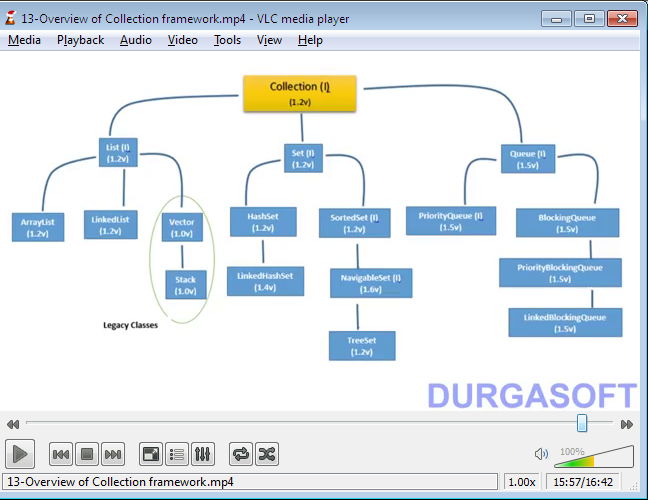 13-Overview of Collection framework.mp4 - VLC media player
Media Playback Audio Video Tools View Help
Collection (I)
(1.2v)
List (I)
(1.2v)
Set (I)
(1.2v)
Queue (I)
(1.5v)
ArrayList
(1.2v)
LinkedList
(1.2v)
Vector
(1.0v)
HashSet
(1.2v)
SortedSet (I)
(1.2v)
PriorityQueue (I)
(1.5v)
BlockingQueue
(1.5v)
Stack
(1.0v)
LinkedHashSet
(1.4v)
NavigableSet (I)
(1.6v)
PriorityBlockingQueue
(1.5v)
LinkedBlockingQueue
(1.5v)
Legacy Classes
TreeSet
(1.2v)
DURGASOFT
100%
13-Overview of Collection framework.mp4
1.00x
15:57/16:42